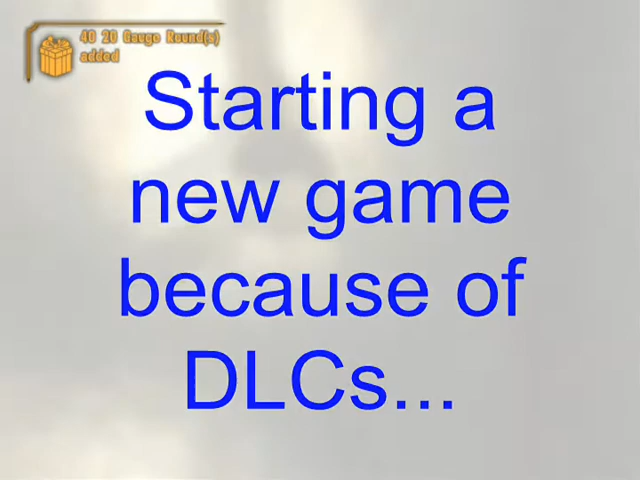 40 20 Gauge Round(s)
added
Starting a
new game
because of
DLCs...